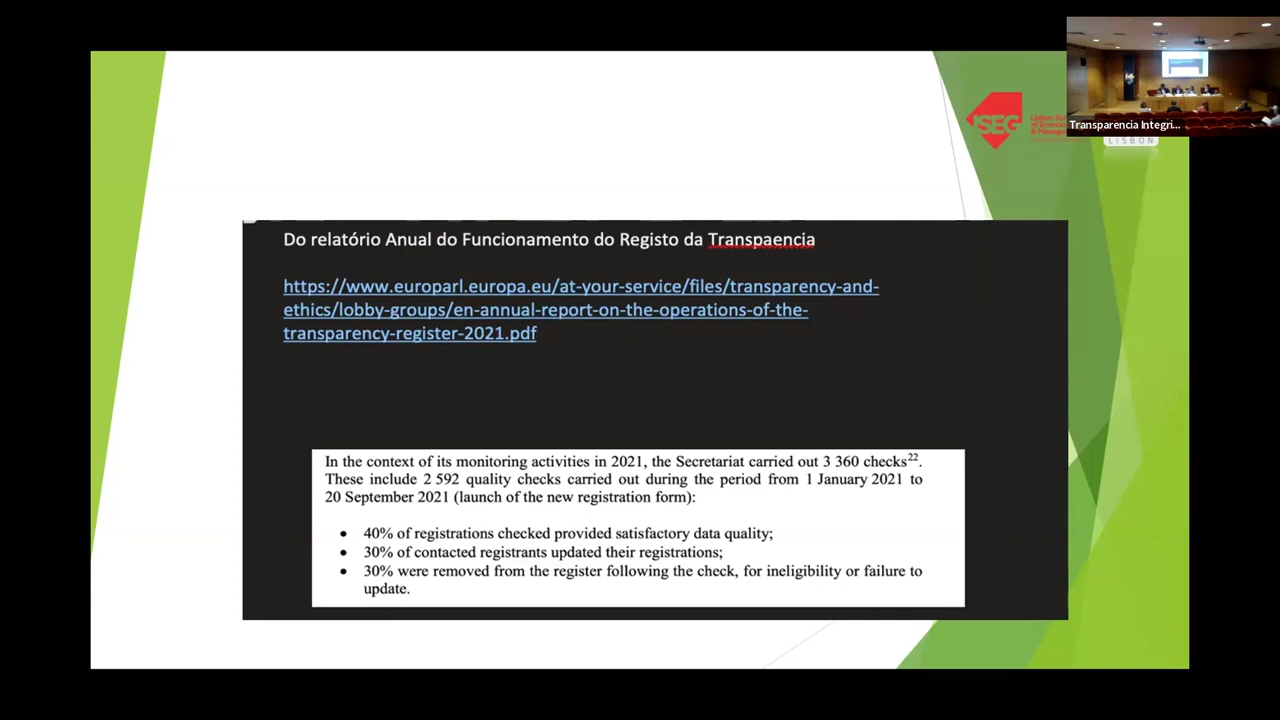 ISEG
Lisbon School
of Economics
& Manage
Transparencia Integri...
LISBON
Do relatório Anual do Funcionamento do Registo da Transpaencia
https://www.europarl.europa.eu/at-your-service/files/transparency-and-
ethics/lobby-groups/en-annual-report-on-the-operations-of-the-
transparency-register-2021.pdf
In the context of its monitoring activities in 2021, the Secretariat carried out 3 360 checks22.
These include 2 592 quality checks carried out during the period from 1 January 2021 to
20 September 2021 (launch of the new registration form):
• 40% of registrations checked provided satisfactory data quality;
• 30% of contacted registrants updated their registrations;
• 30% were removed from the register following the check, for ineligibility or failure to
update.